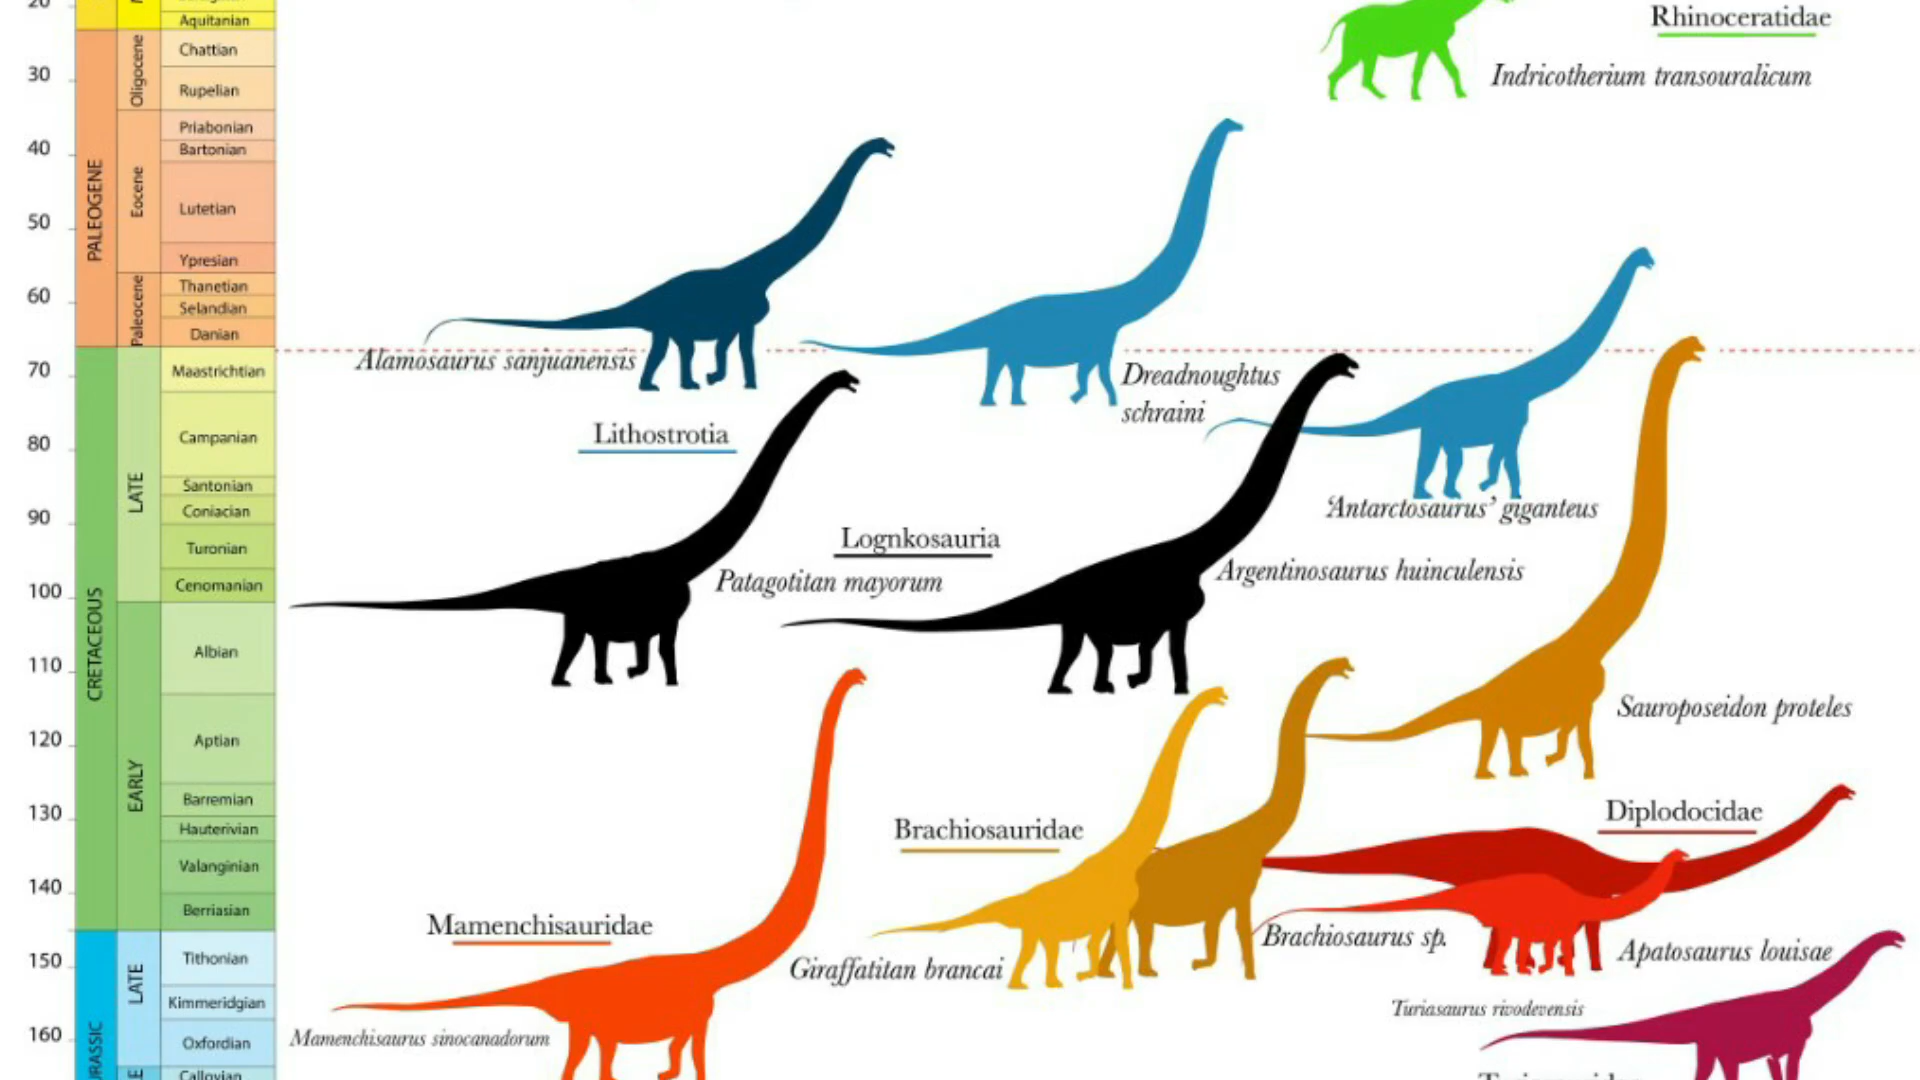 20
Aquitanian
Rhinoceratidae
Chattian
Oligocene
30
Indricotherium transouralicum
Rupelian
Priabonian
40
Bartonian
PALEOGENE
Eocene
Lutetian
50
Ypresian
Thanetian
60
Paleocene
Selandian
Danian
Alamosaurus sanjuanensis
70
Maastrichtian
Dreadnoughtus
schraini
Lithostrotia
80
Campanian
LATE
Santonian
'Antarctosaurus' giganteus
90
Coniacian
Lognkosauria
Turonian
Argentinosaurus huinculensis
Patagotitan mayorum
100
Cenomanian
CRETACEOUS
Albian
110
Sauroposeidon proteles
120
Aptian
EARLY
Barremian
130
Diplodocidae
Hauterivian
Brachiosauridae
Valanginian
140
Berriasian
Mamenchisauridae
Brachiosaurus sp.
Apatosaurus louisae
150
Tithonian
Giraffatitan brancai
LATE
Kimmeridgian
Turiasaurus riodevensis
160
Oxfordian
Mamenchisaurus sinocanadorum
Callovian